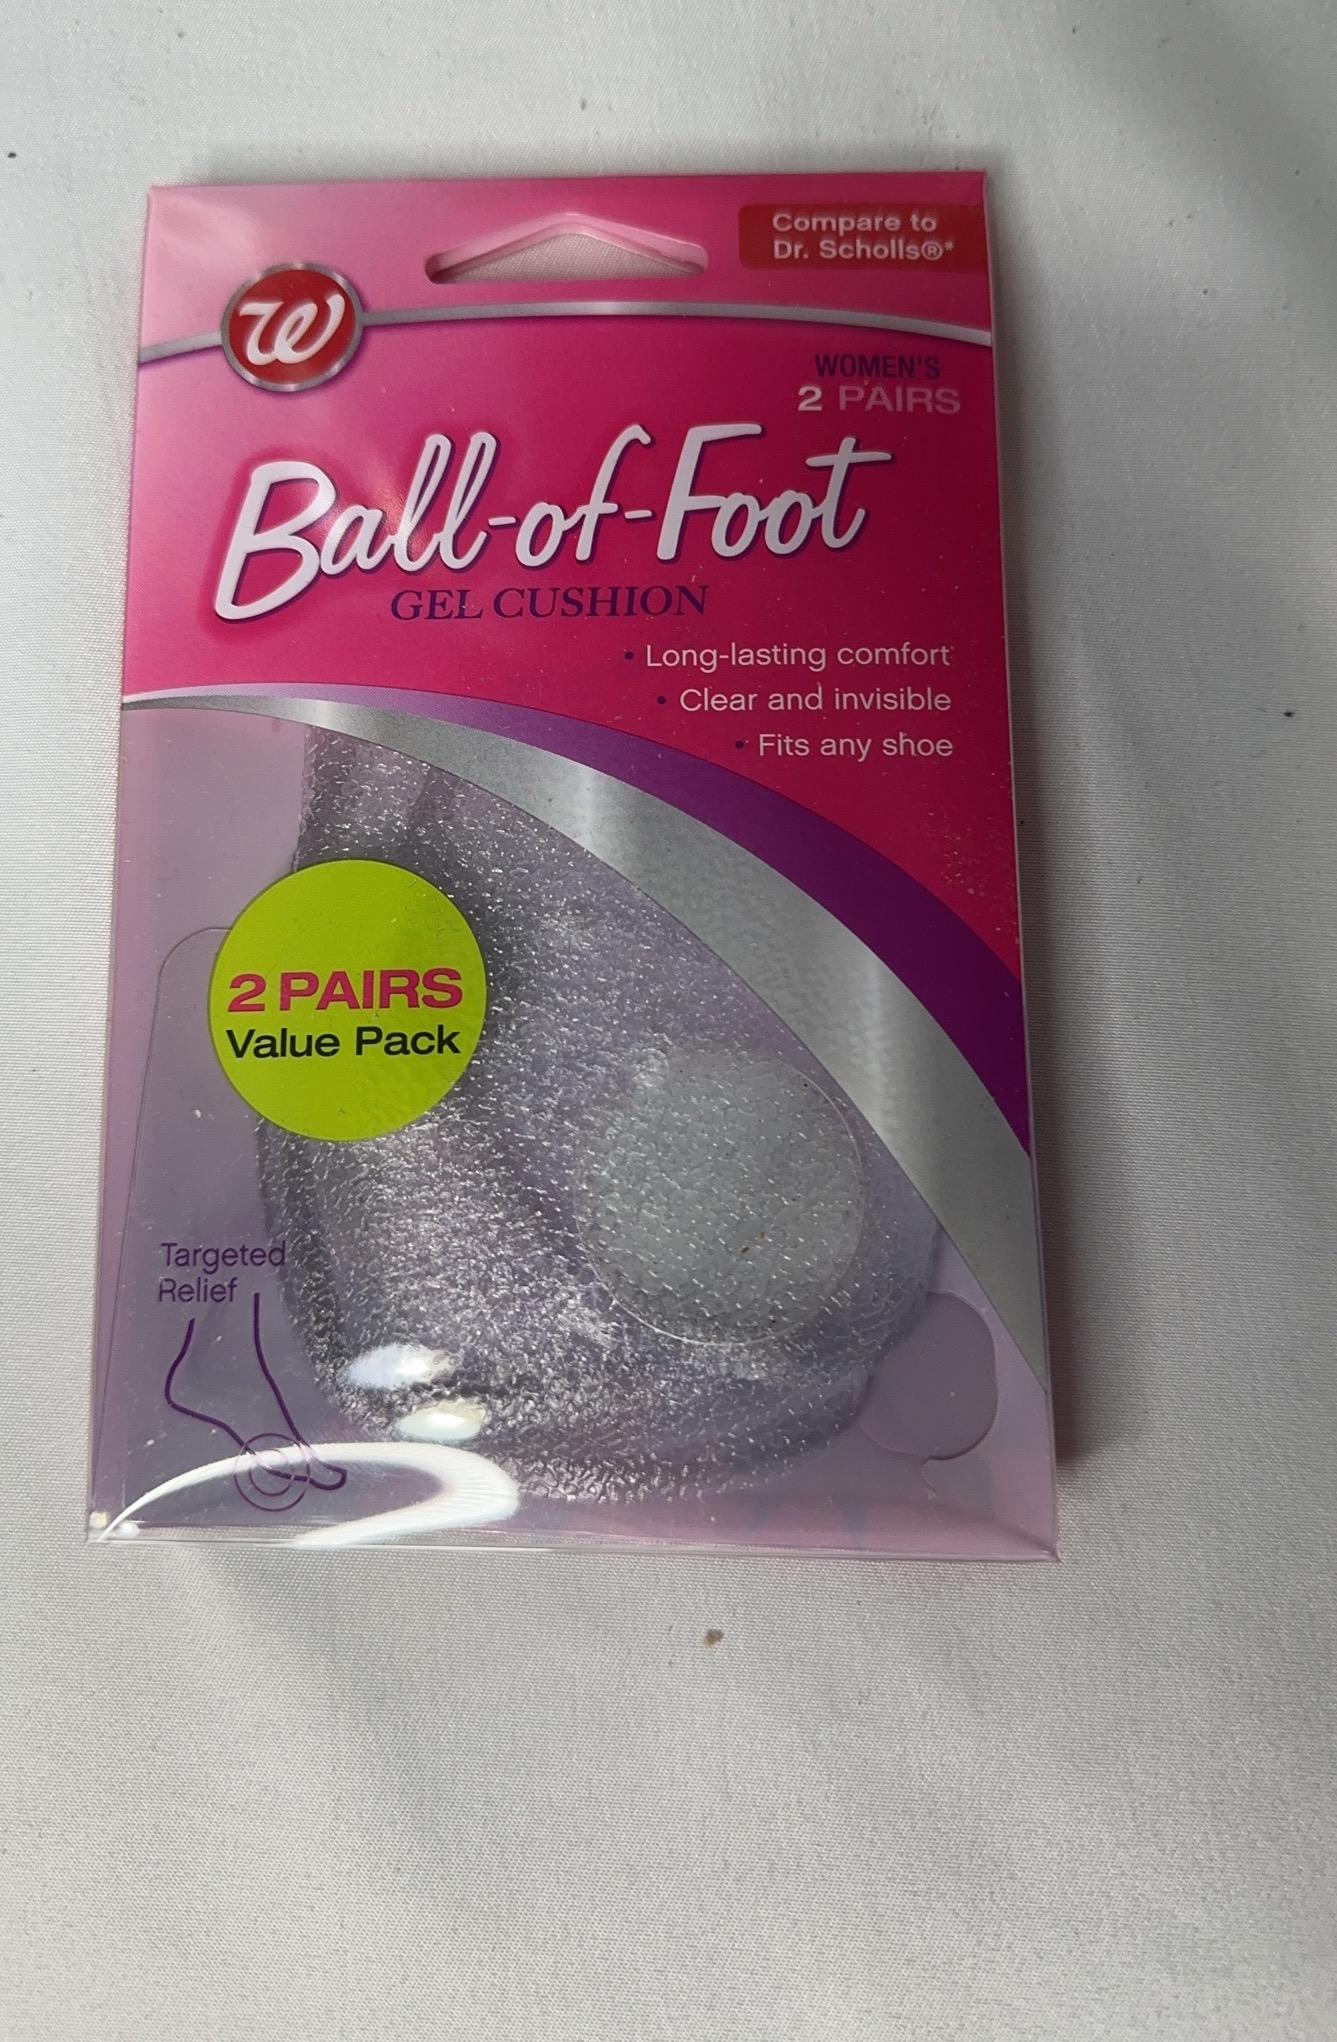 Compare to
Dr. Scholls®*
W
WOMEN'S
2 PAIRS
Ball-of-Foot
GEL CUSHION
• Long-lasting comfort
• Clear and invisible
• Fits any shoe
2 PAIRS
Value Pack
Targeted
Relief